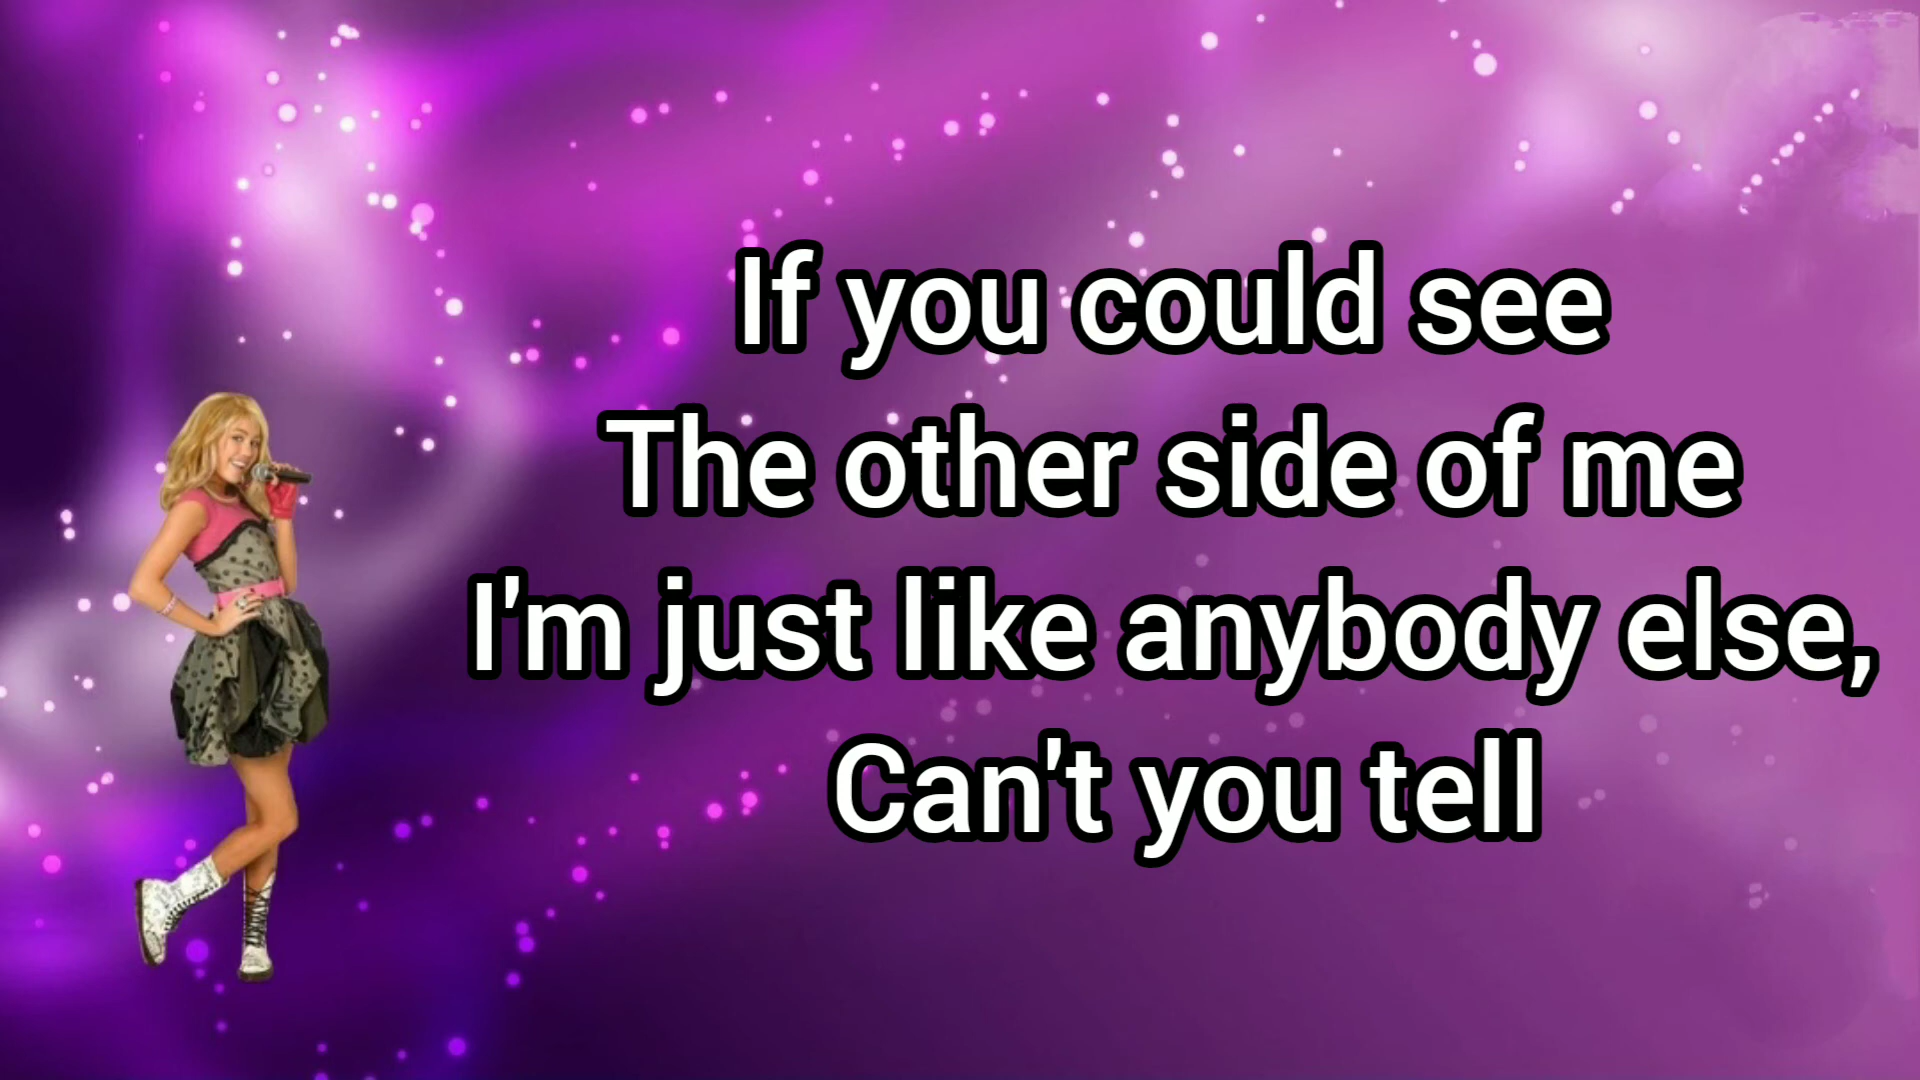 If you could see
The other side of me
I'm just like anybody else,
Can't you tell